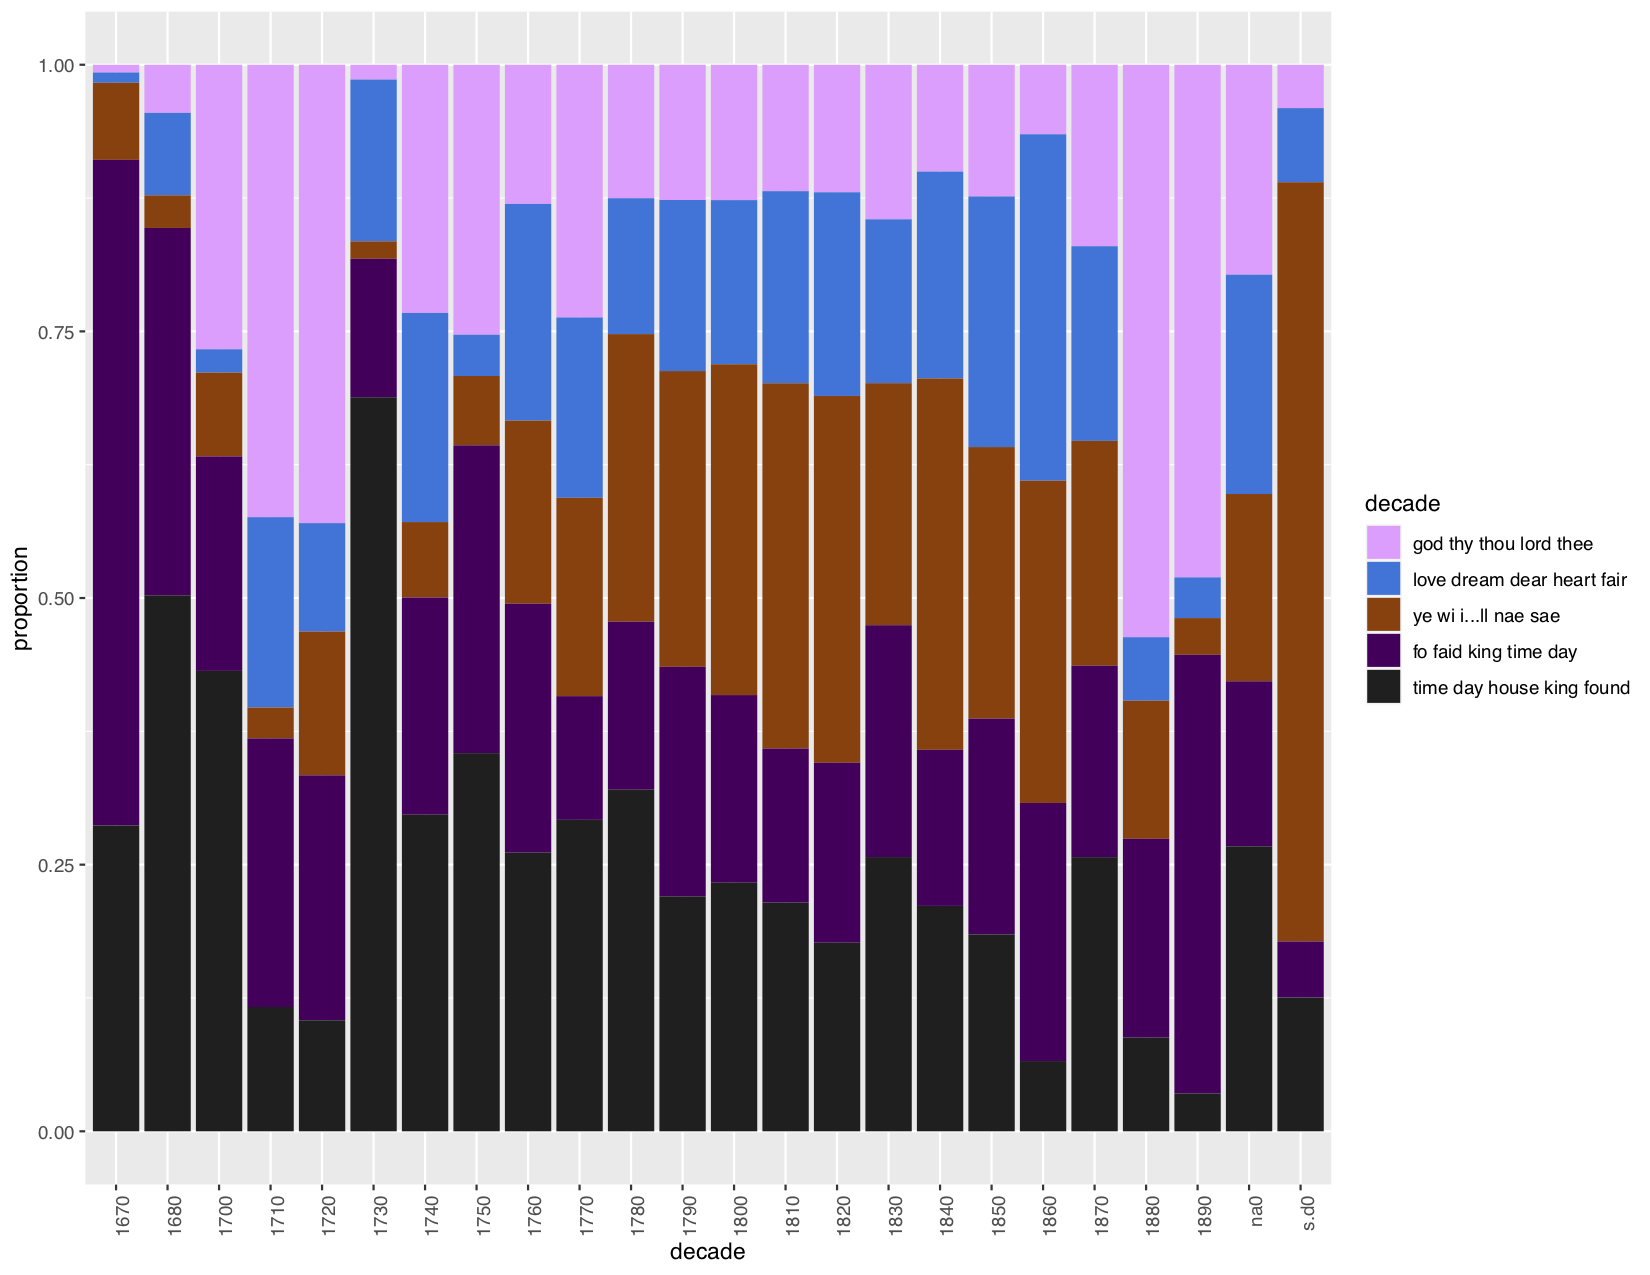 1.00
0.75
0.50
0.25
0.00
proportion
1670 1680 1700 1710 1720 1730 1740 1750 1760 1770 1780 1790 1800 1810 1820 1830 1840 1850 1860 1870 1880 1890 na0 s.d0
decade
decade
god thy thou lord thee
love dream dear heart fair
ye wi i...ll nae sae
fo faid king time day
time day house king found